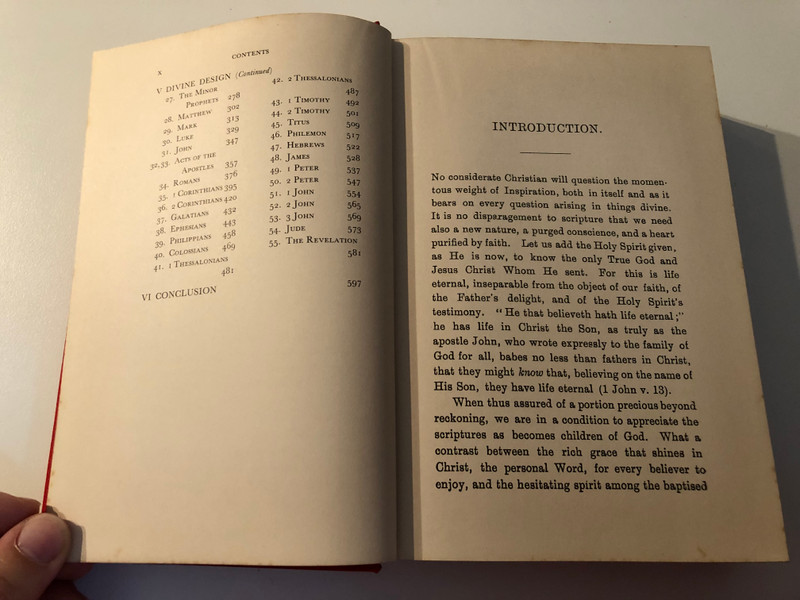 x CONTENTS
V DIVINE DESIGN (Continued)
27. The Minor
Prophets 278
28. Matthew 302
29. Mark 313
30. Luke 329
31. John 347
32,33. Acts of the
Apostles 357
34. Romans 376
35. 1 Corinthians 395
36. 2 Corinthians 420
37. Galatians 432
38. Ephesians 443
39. Philippians 458
40. Colossians 469
41. 1 Thessalonians
481
42. 2 Thessalonians
487
43. 1 Timothy 492
44. 2 Timothy 501
45. Titus 509
46. Philemon 517
47. Hebrews 522
48. James 528
49. 1 Peter 537
50. 2 Peter 547
51. 1 John 554
52. 2 John 565
53. 3 John 569
54. Jude 573
55. The Revelation
581
VI CONCLUSION 597
INTRODUCTION.
No considerate Christian will question the momen-
tous weight of Inspiration, both in itself and as it
bears on every question arising in things divine.
It is no disparagement to scripture that we need
also a new nature, a purged conscience, and a heart
purified by faith. Let us add the Holy Spirit given,
as He is now, to know the only True God and
Jesus Christ Whom He sent. For this is life
eternal, inseparable from the object of our faith, of
the Father's delight, and of the Holy Spirit's
testimony. "He that believeth hath life eternal;"
he has life in Christ the Son, as truly as the
apostle John, who wrote expressly to the family of
God for all, babes no less than fathers in Christ,
that they might know that, believing on the name of
His Son, they have life eternal (1 John v. 13).
When thus assured of a portion precious beyond
reckoning, we are in a condition to appreciate the
scriptures as becomes children of God. What a
contrast between the rich grace that shines in
Christ, the personal Word, for every believer to
enjoy, and the hesitating spirit among the baptised